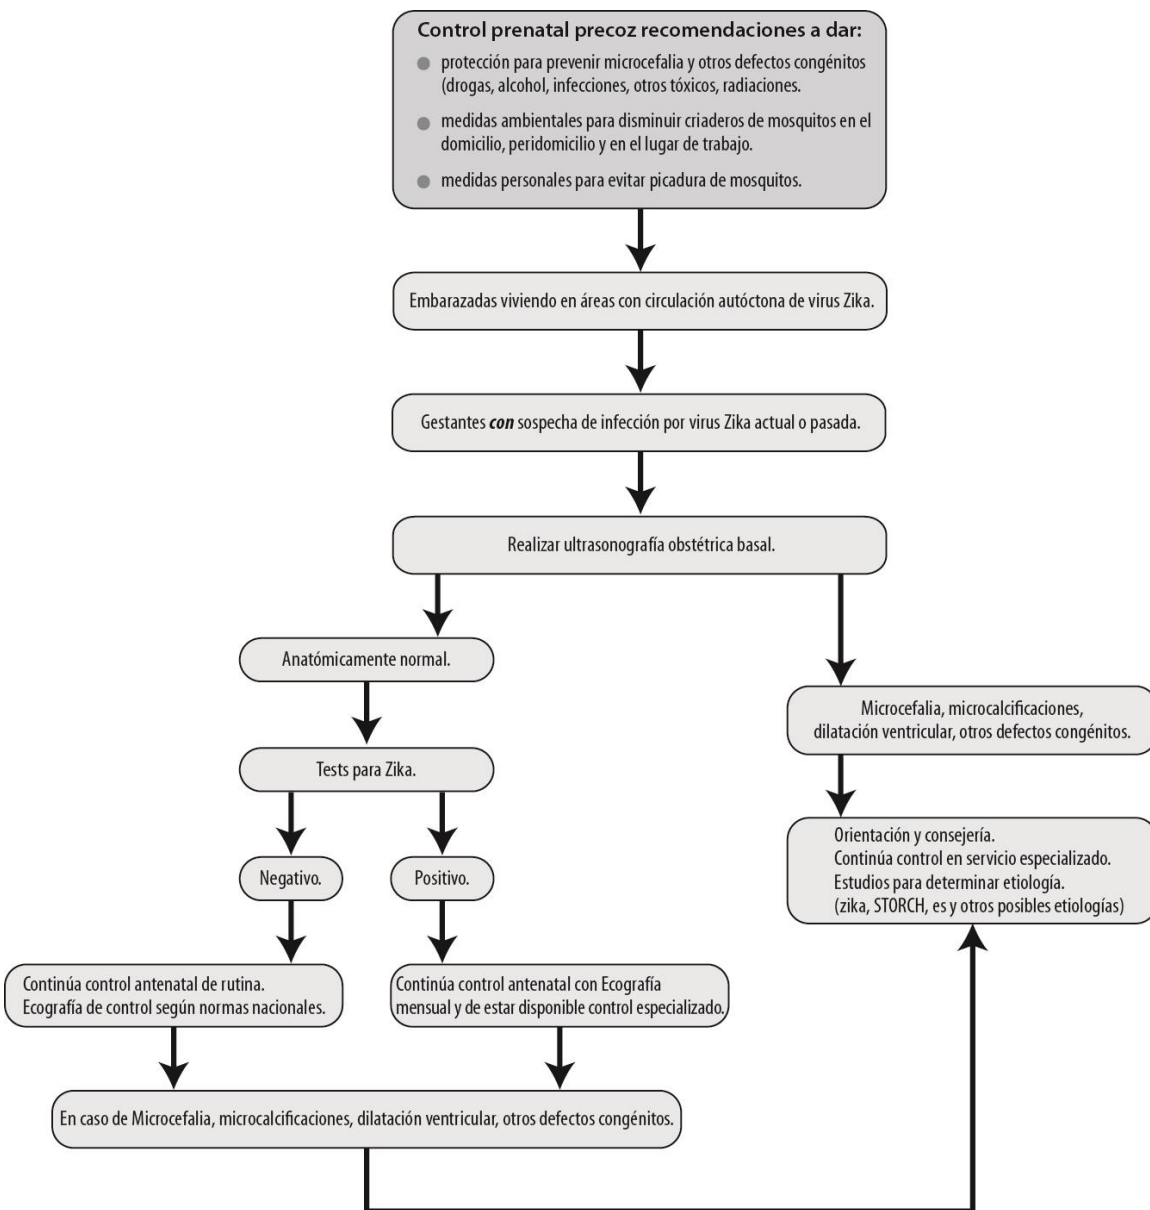 Control prenatal precoz recomendaciones a dar:
protección para prevenir microcefalia y otros defectos congénitos
(drogas, alcohol, infecciones, otros tóxicos, radiaciones.
medidas ambientales para disminuir criaderos de mosquitos en el
domicilio, peridomicilio y en el lugar de trabajo.
medidas personales para evitar picadura de mosquitos.
Embarazadas viviendo en áreas con circulación autóctona de virus Zika.
Gestantes con sospecha de infección por virus Zika actual o pasada.
Realizar ultrasonografía obstétrica basal.
Anatómicamente normal.
Microcefalia, microcalcificaciones,
dilatación ventricular, otros defectos congénitos.
Tests para Zika.
Orientación y consejería.
Continúa control en servicio especializado.
Estudios para determinar etiología.
(zika, STORCH, es y otros posibles etiologías)
Negativo.
Positivo.
Continúa control antenatal de rutina.
Ecografía de control según normas nacionales.
Continúa control antenatal con Ecografía
mensual y de estar disponible control especializado.
En caso de Microcefalia, microcalcificaciones, dilatación ventricular, otros defectos congénitos.